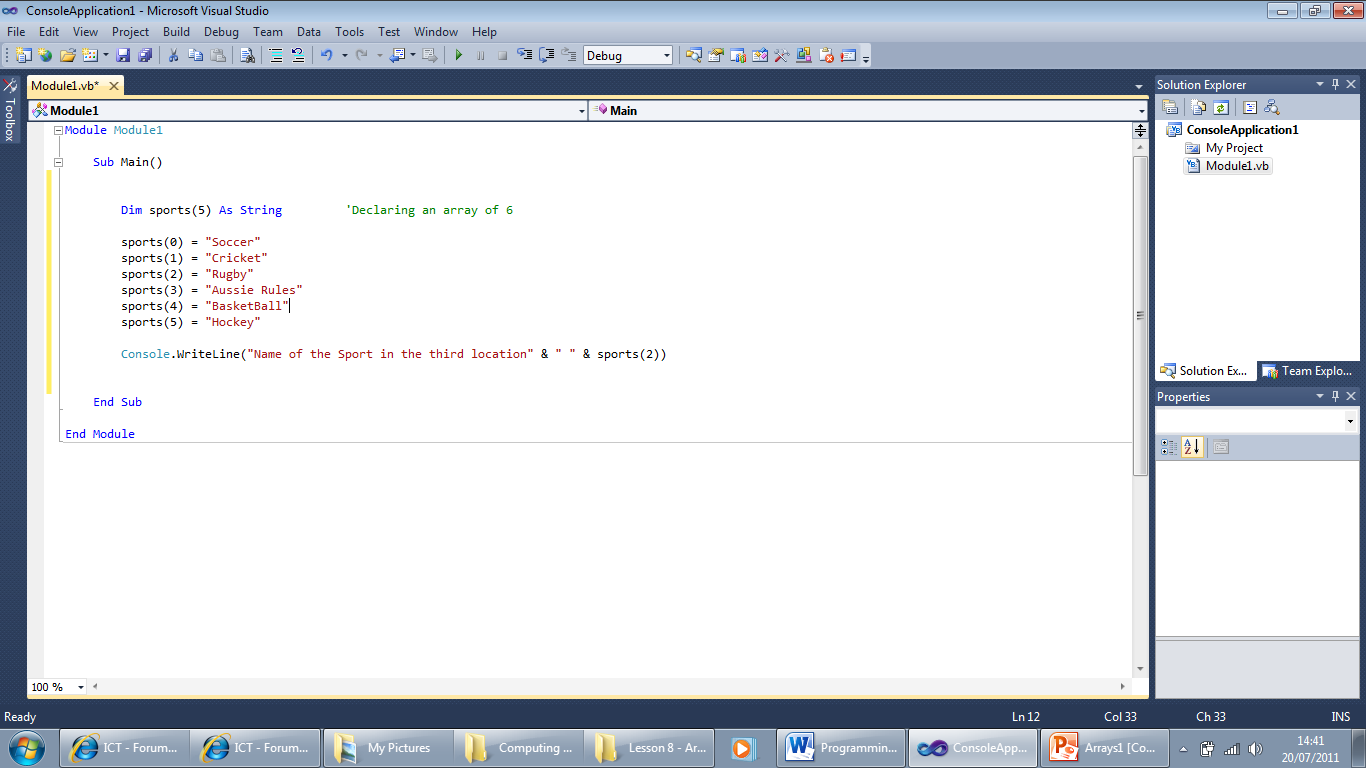 ConsoleApplication1 - Microsoft Visual Studio
File Edit View Project Build Debug Team Data Tools Test Window Help
Debug
Toolbox
Module1.vb*
Module1
Main
Module Module1
Sub Main()
Dim sports(5) As String 'Declaring an array of 6
sports(0) = "Soccer"
sports(1) = "Cricket"
sports(2) = "Rugby"
sports(3) = "Aussie Rules"
sports(4) = "BasketBall"
sports(5) = "Hockey"
Console.WriteLine("Name of the Sport in the third location" & " " & sports(2))
End Sub
End Module
100 %
Solution Explorer
ConsoleApplication1
My Project
Module1.vb
Solution Ex...
Team Explo...
Properties
Ready
Ln 12 Col 33 Ch 33 INS
ICT - Forum...
ICT - Forum...
My Pictures
Computing ...
Lesson 8 - Ar...
Programmin...
ConsoleApp...
Arrays1 [Co...
14:41
20/07/2011